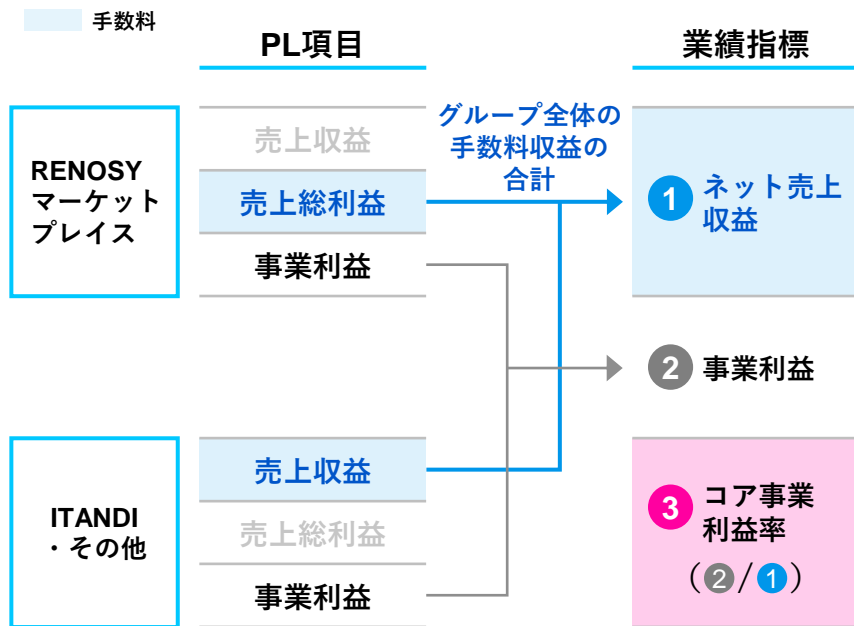 手数料
PL項目
業績指標
RENOSY
マーケット
プレイス
売上収益
売上総利益
事業利益
グループ全体の
手数料収益の
合計
1 ネット売上
収益
2 事業利益
ITANDI
・その他
売上収益
売上総利益
事業利益
3 コア事業
利益率
（2/1）